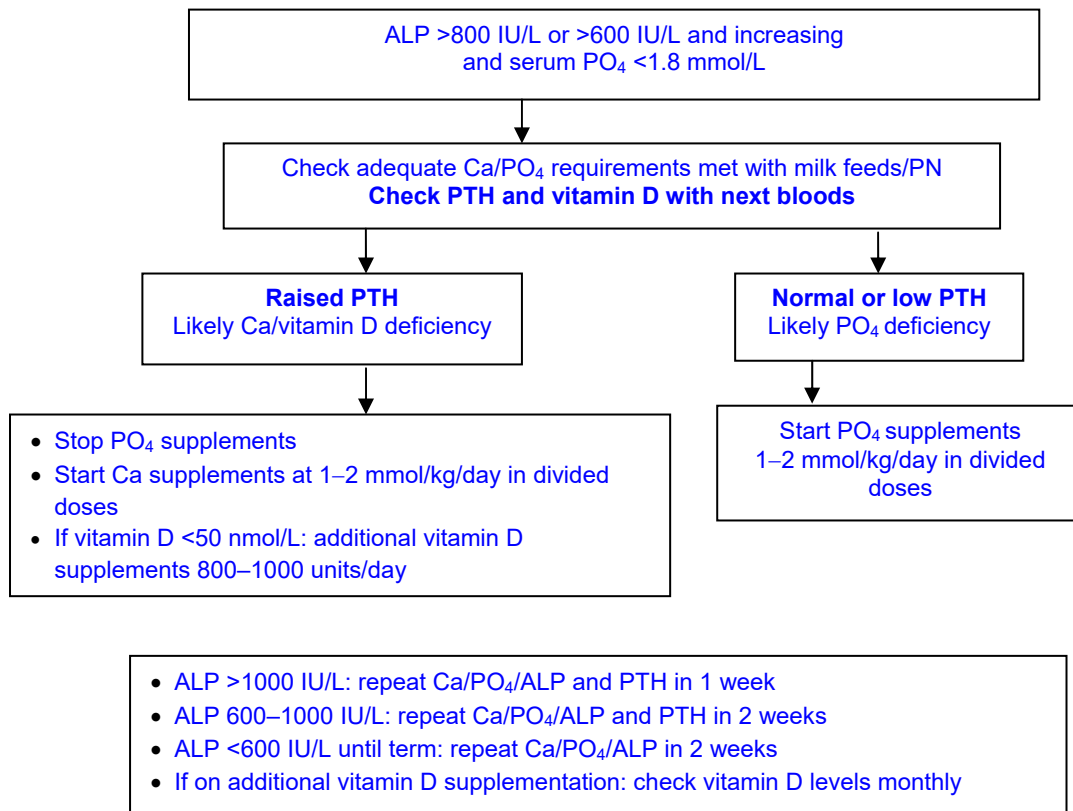 ALP >800 IU/L or >600 IU/L and increasing
and serum PO₄ <1.8 mmol/L
Check adequate Ca/PO₄ requirements met with milk feeds/PN
Check PTH and vitamin D with next bloods
Raised PTH
Likely Ca/vitamin D deficiency
Normal or low PTH
Likely PO₄ deficiency
• Stop PO₄ supplements
• Start Ca supplements at 1–2 mmol/kg/day in divided
doses
• If vitamin D <50 nmol/L: additional vitamin D
supplements 800–1000 units/day
Start PO₄ supplements
1–2 mmol/kg/day in divided
doses
• ALP >1000 IU/L: repeat Ca/PO₄/ALP and PTH in 1 week
• ALP 600–1000 IU/L: repeat Ca/PO₄/ALP and PTH in 2 weeks
• ALP <600 IU/L until term: repeat Ca/PO₄/ALP in 2 weeks
• If on additional vitamin D supplementation: check vitamin D levels monthly